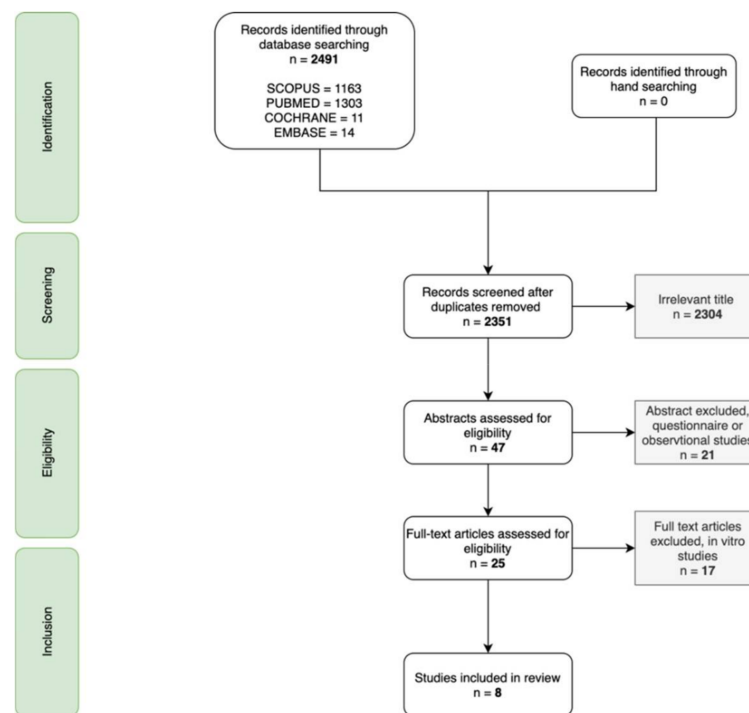 Identification
Records identified through
database searching
n = 2491
SCOPUS = 1163
PUBMED = 1303
COCHRANE = 11
EMBASE = 14
Records identified through
hand searching
n = 0
Screening
Records screened after
duplicates removed
n = 2351
Irrelevant title
n = 2304
Eligibility
Abstracts assessed for
eligibility
n = 47
Abstract excluded,
questionnaire or
observtional studies
n = 21
Full-text articles assessed for
eligibility
n = 25
Full text articles
excluded, in vitro
studies
n = 17
Inclusion
Studies included in review
n = 8